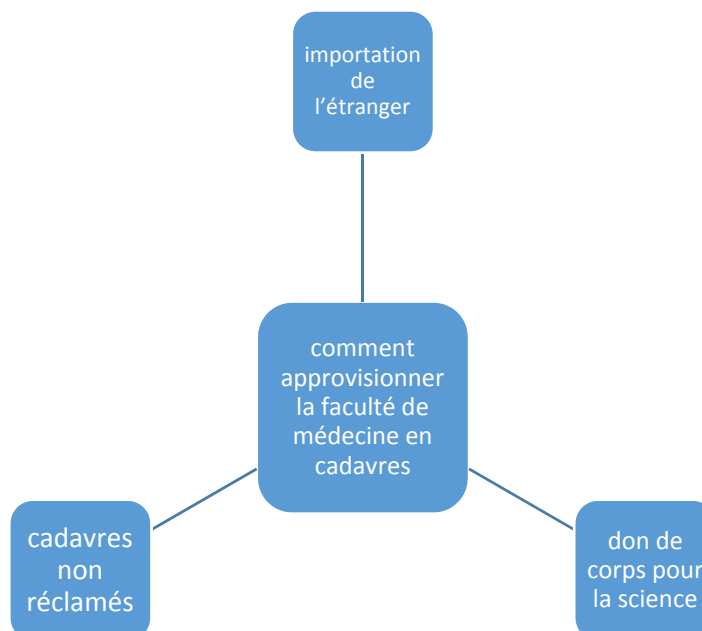 importation
de
l’étranger
comment
approvisionner
la faculté de
médecine en
cadavres
cadavres
non
réclamés
don de
corps pour
la science